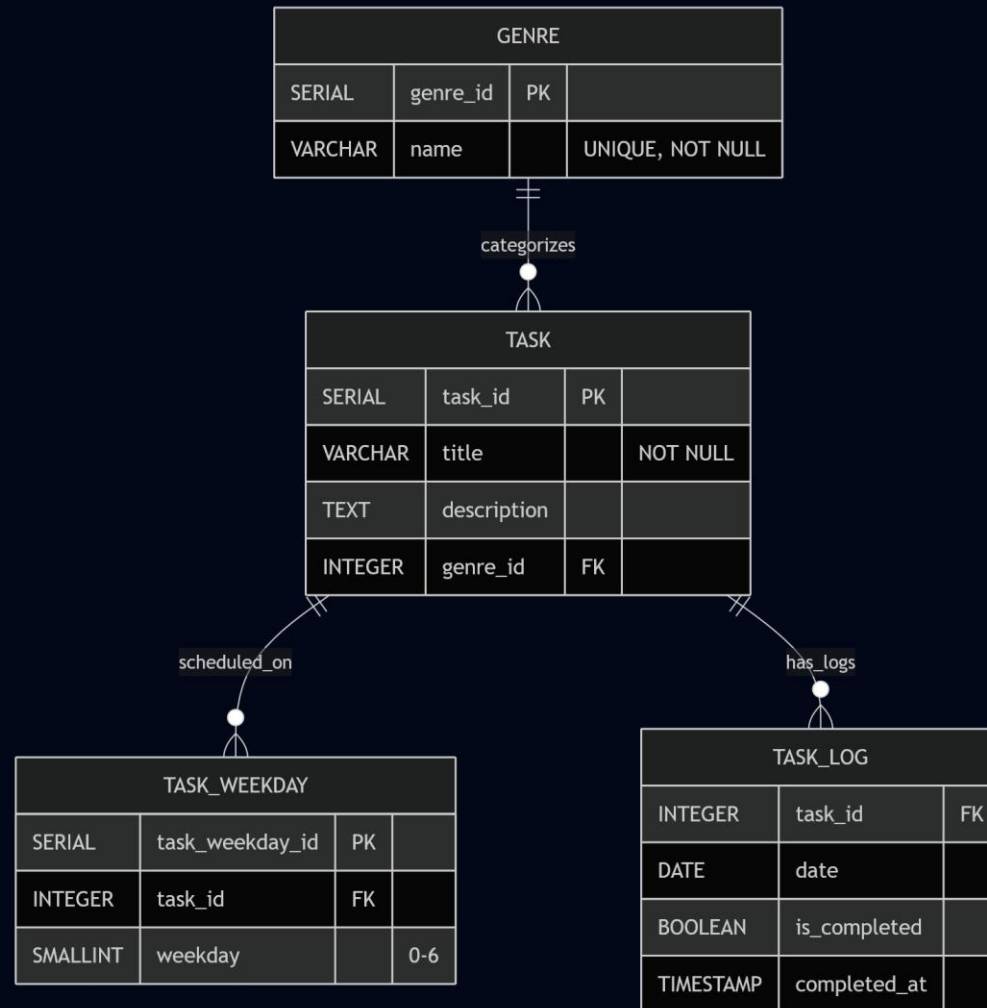 GENRE
SERIAL genre_id PK
VARCHAR name UNIQUE, NOT NULL
categorizes
TASK
SERIAL task_id PK
VARCHAR title NOT NULL
TEXT description
INTEGER genre_id FK
scheduled_on
has_logs
TASK_WEEKDAY
SERIAL task_weekday_id PK
INTEGER task_id FK
SMALLINT weekday 0-6
TASK_LOG
INTEGER task_id FK
DATE date
BOOLEAN is_completed
TIMESTAMP completed_at